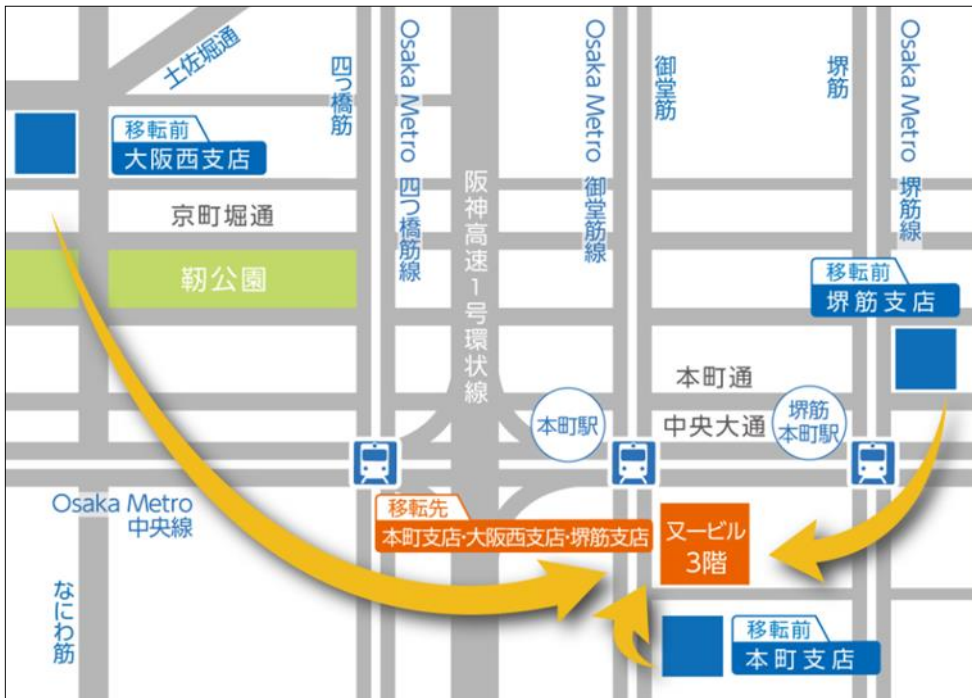 土佐堀通
四つ橋筋
Osaka Metro 四つ橋筋線
Osaka Metro 御堂筋線
御堂筋
堺筋
Osaka Metro 堺筋線
移転前
大阪西支店
京町堀通
阪神高速1号環状線
靭公園
移転前
堺筋支店
本町通
本町駅
中央大通
堺筋
本町駅
Osaka Metro
中央線
移転先
本町支店・大阪西支店・堺筋支店
又一ビル
3階
なにわ筋
移転前
本町支店